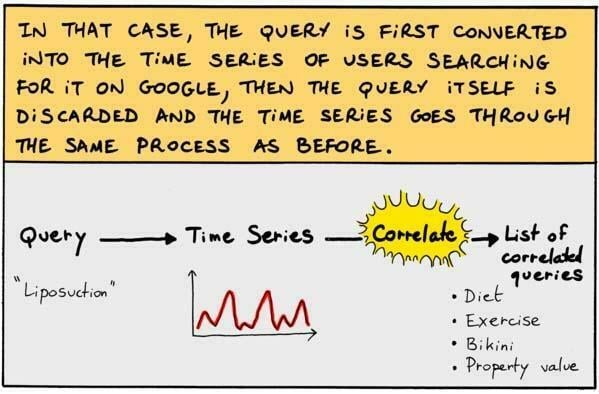 IN THAT CASE, THE QUERY IS FIRST CONVERTED
INTO THE TIME SERIES OF USERS SEARCHING
FOR IT ON GOOGLE, THEN THE QUERY ITSELF IS
DISCARDED AND THE TIME SERIES GOES THROUGH
THE SAME PROCESS AS BEFORE.
Query
Time Series
Correlate
List of
correlated
queries
"Liposuction"
• Diet
• Exercise
• Bikini
• Property value